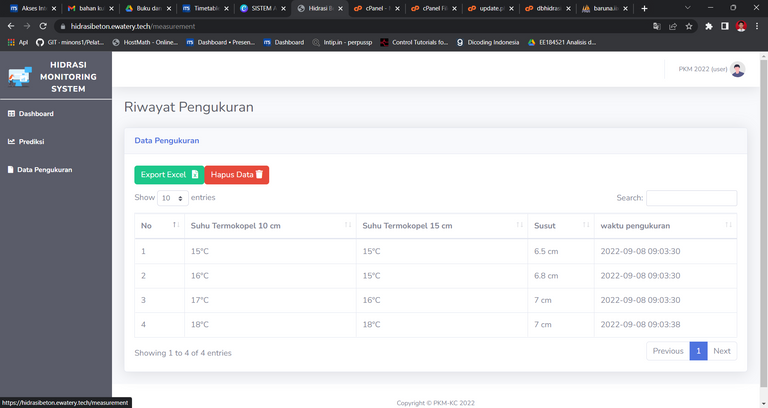 Akses Im
bahan ku
Buku dan
Timetable
SISTEM A
Hidrasi B
cPanel -
cPanel Fi
update.p
dbhidras
baruna.in
hidrasibeton.ewatery.tech/measurement
Apl
GIT - minons1/Pelat...
HostMath - Online...
Dashboard • Presen...
Dashboard
Intip.in - perpussp
Control Tutorials fo...
Dicoding Indonesia
EE184521 Analisis d...
HIDRASI
MONITORING
SYSTEM
PKM 2022 (user)
Dashboard
Prediksi
Data Pengukuran
Riwayat Pengukuran
Data Pengukuran
Export Excel Hapus Data
Show 10 entries Search:
No Suhu Termokopel 10 cm Suhu Termokopel 15 cm Susut waktu pengukuran
1 15°C 15°C 6.5 cm 2022-09-08 09:03:30
2 16°C 15°C 6.8 cm 2022-09-08 09:03:30
3 17°C 16°C 7 cm 2022-09-08 09:03:30
4 18°C 18°C 7 cm 2022-09-08 09:03:38
Showing 1 to 4 of 4 entries Previous 1 Next
https://hidrasibeton.ewatery.tech/measurement
Copyright © PKM-KC 2022